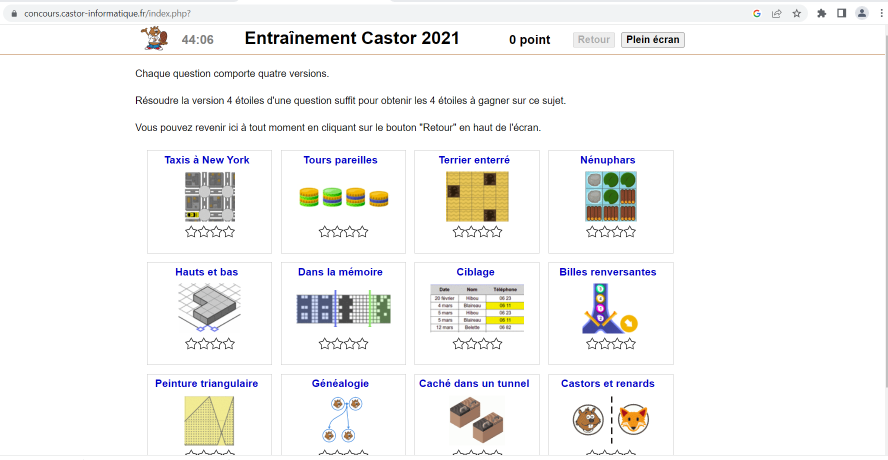 concours.castor-informatique.fr/index.php?
44:06 Entraînement Castor 2021 0 point Retour Plein écran
Chaque question comporte quatre versions.
Résoudre la version 4 étoiles d'une question suffit pour obtenir les 4 étoiles à gagner sur ce sujet.
Vous pouvez revenir ici à tout moment en cliquant sur le bouton "Retour" en haut de l'écran.
Taxis à New York Tours pareilles Terrier enterré Nénuphars
Hauts et bas Dans la mémoire Ciblage Billes renversantes
Date Nom Téléphone
20 février Hibou 06 23
4 mars Blaireau 06 11
5 mars Hibou 06 23
5 mars Blaireau 06 11
12 mars Belette 06 82
Peinture triangulaire Généalogie Caché dans un tunnel Castors et renards